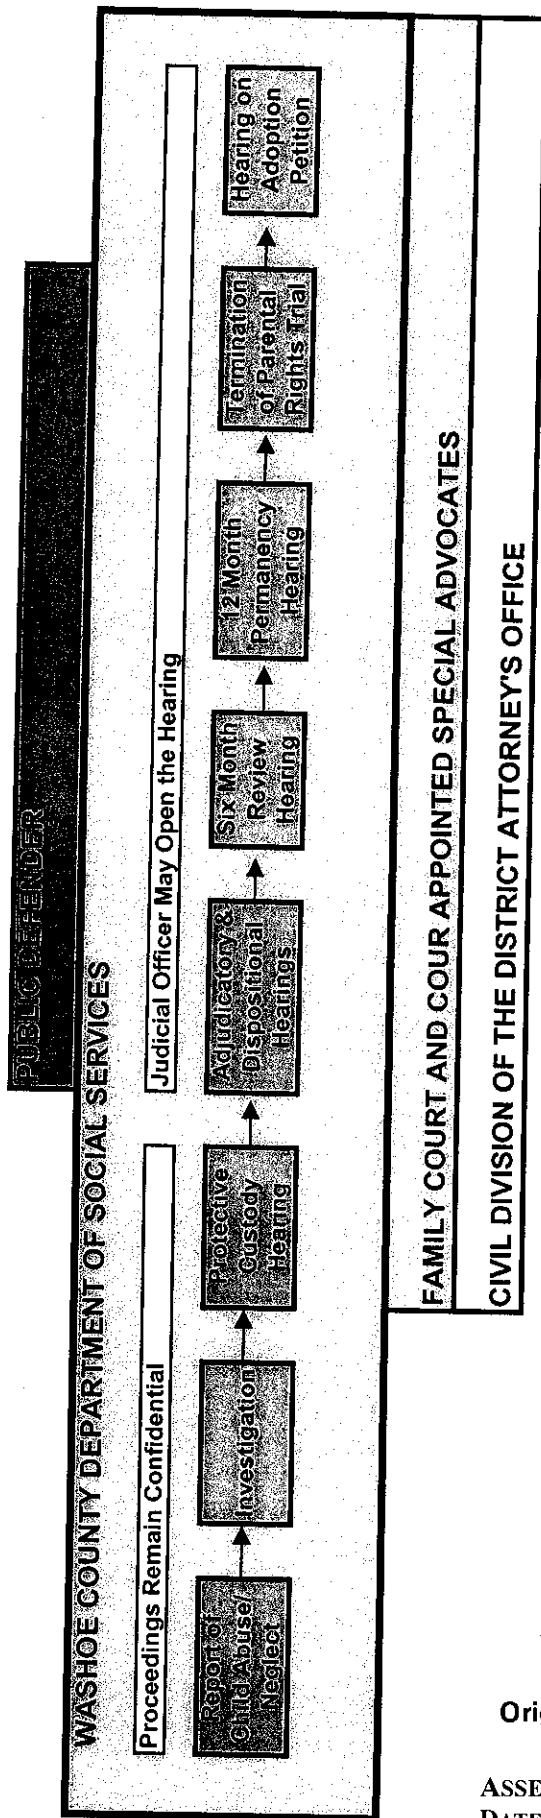 PUBLIC DEFENDER
WASHOE COUNTY DEPARTMENT OF SOCIAL SERVICES
Proceedings Remain Confidential
Judicial Officer May Open the Hearing
Report of
Child Abuse/
Neglect
Investigation
Protective
Custody
Hearing
Adjudicatory &
Dispositional
Hearings
Six Month
Review
Hearing
12 Month
Permanency
Hearing
Termination
of Parental
Rights Trial
Hearing on
Adoption
Petition
FAMILY COURT AND COUR APPOINTED SPECIAL ADVOCATES
CIVIL DIVISION OF THE DISTRICT ATTORNEY'S OFFICE